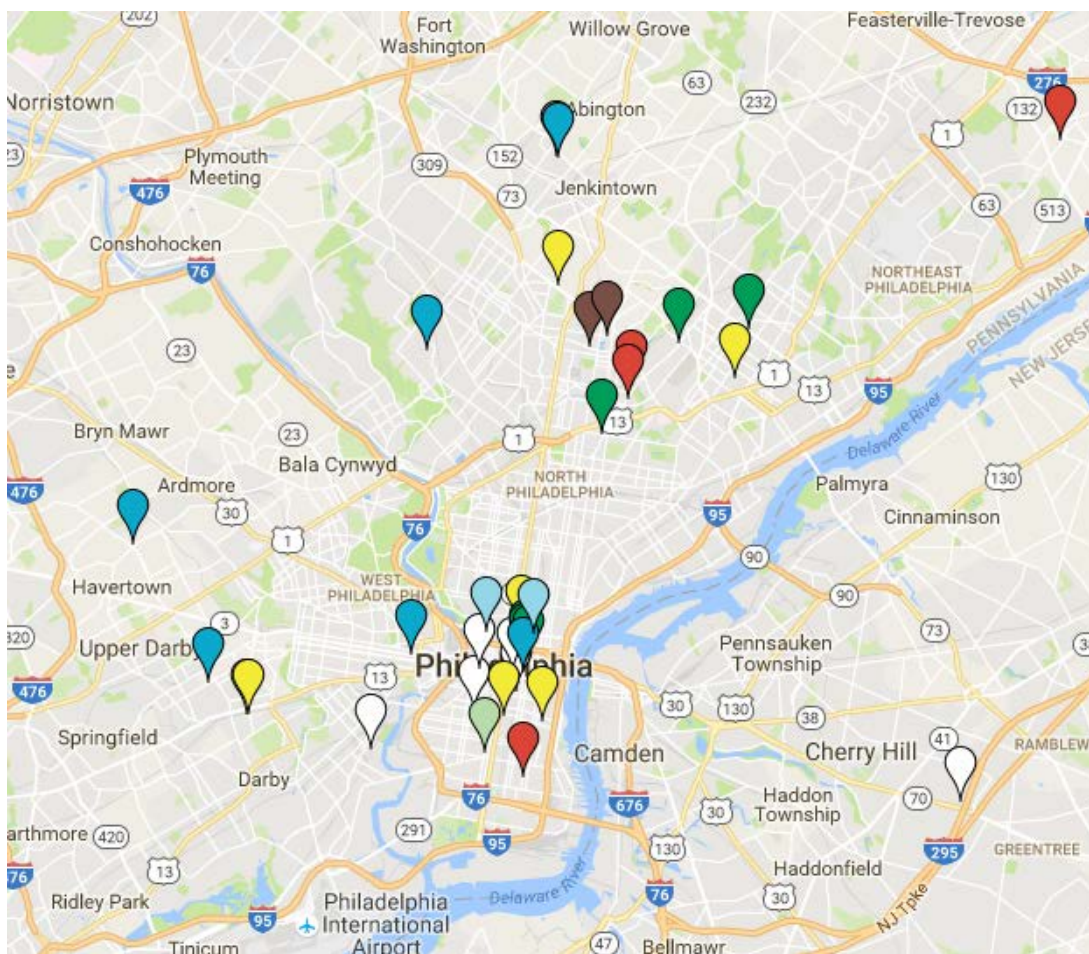 202
Fort
Washington
Willow Grove
Feasterville-Trevose
63
276
Norristown
Abington
232
132
1
23
Plymouth
Meeting
309
152
476
Jenkintown
73
63
513
Conshohocken
76
NORTHEAST
PHILADELPHIA
PENNSYLVANIA
NEW JERS
23
1
13
95
Bryn Mawr
23
1
13
Delaware River
Bala Cynwyd
NORTH
PHILADELPHIA
130
476
Ardmore
30
76
95
Palmyra
Cinnaminson
1
90
Havertown
WEST
PHILADELPHIA
90
320
3
73
Upper Darby
Philadelphia
Pennsauken
Township
476
13
30
130
38
41
Springfield
Camden
Cherry Hill
RAMBLEW
Darby
76
676
70
Haddon
Township
arthmore
420
291
95
30
130
295
GREENTREE
13
Haddonfield
76
Ridley Park
Philadelphia
International
Airport
Delaware River
76
30
NJ Tpke
95
Tinicum
47
Bellmawr